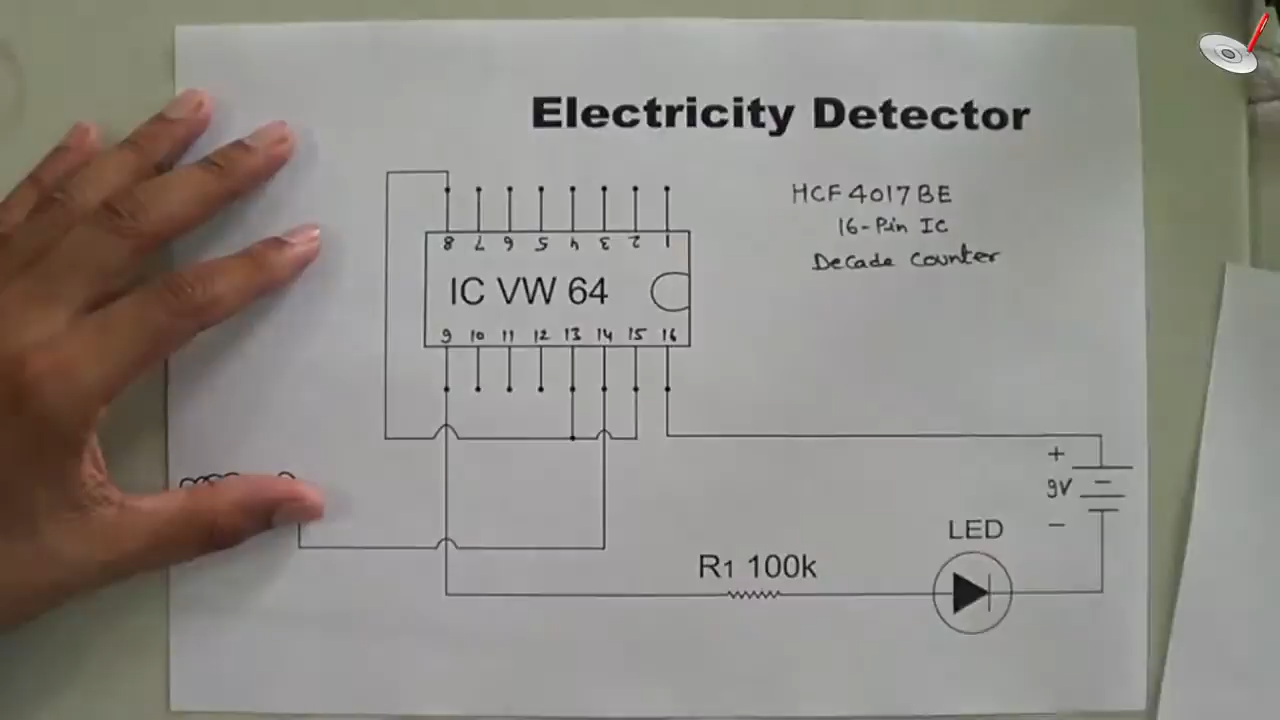 Electricity Detector
HCF 4017 BE
16-Pin IC
Decade Counter
8 7 6 5 4 3 2 1
IC VW 64
9 10 11 12 13 14 15 16
+
9V
−
LED
R1 100k